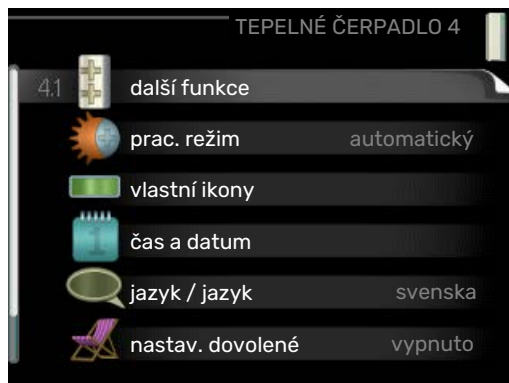 TEPELNÉ ČERPADLO 4
4.1 další funkce
prac. režim automatický
vlastní ikony
1
čas a datum
jazyk / jazyk svenska
nastav. dovolené vypnuto